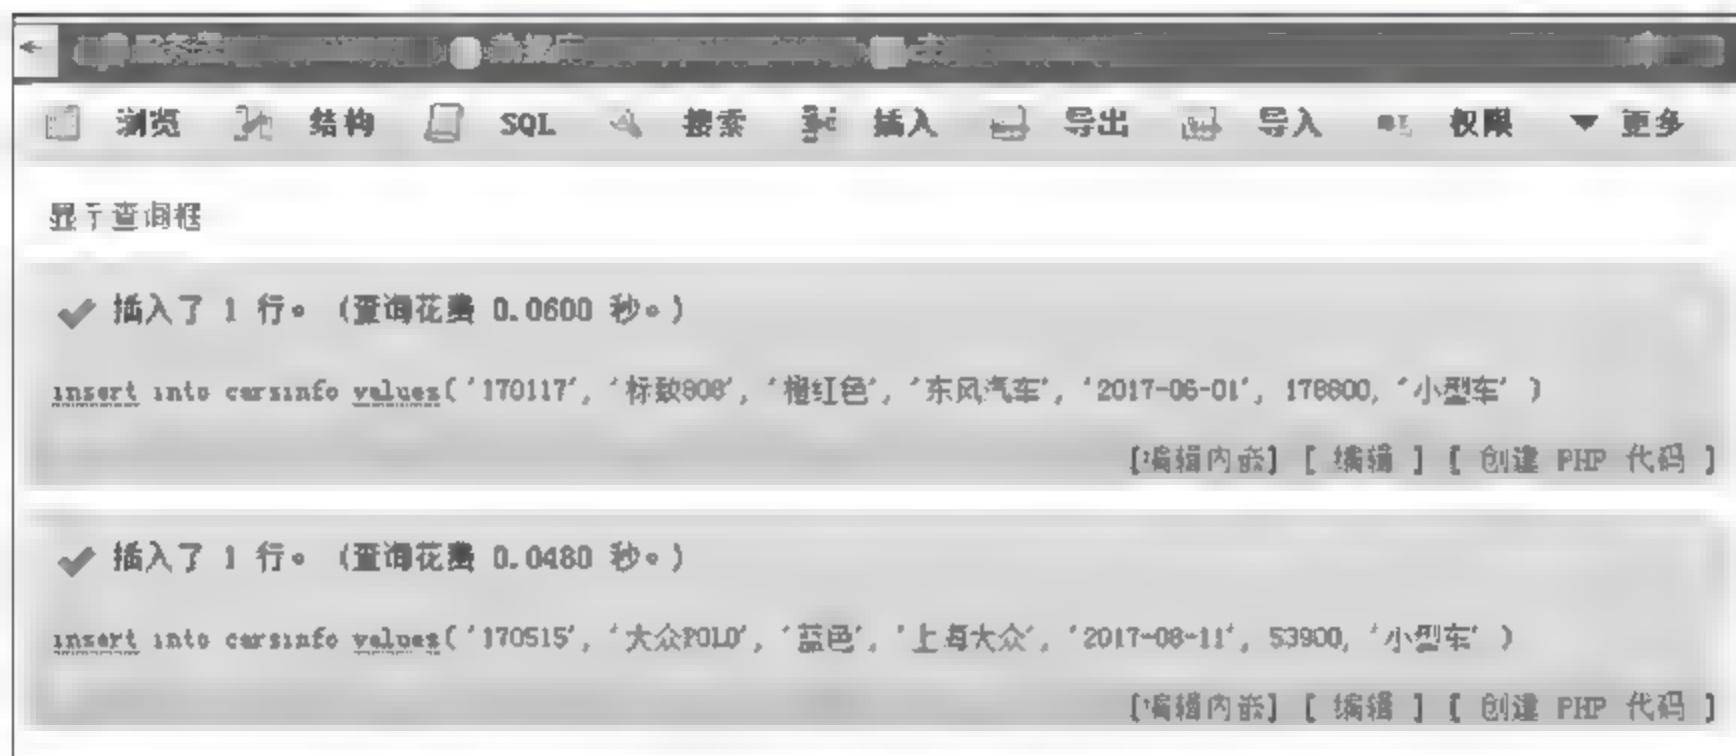 浏览 结构 SQL 搜索 插入 导出 导入 权限 更多
显示查询框
插入了 1 行。（查询花费 0.0600 秒。）
insert into carsinfo values('170117', '标致808', '橙红色', '东风汽车', '2017-06-01', 178800, '小型车' )
[编辑内嵌] [ 编辑 ] [ 创建 PHP 代码 ]
插入了 1 行。（查询花费 0.0480 秒。）
insert into carsinfo values('170515', '大众POLO', '蓝色', '上海大众', '2017-08-11', 53900, '小型车' )
[编辑内嵌] [ 编辑 ] [ 创建 PHP 代码 ]